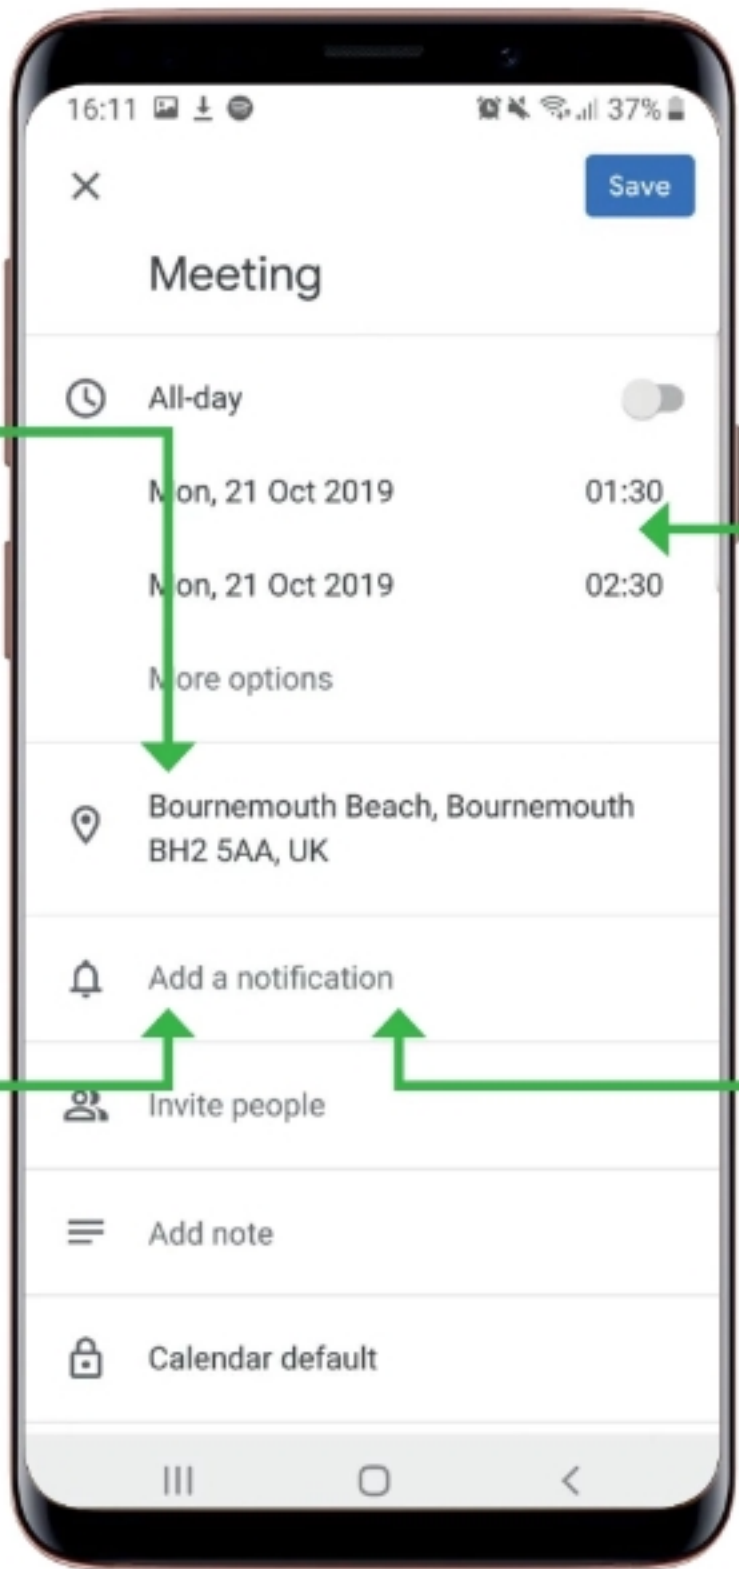 16:11 37%
Save
Meeting
All-day
Mon, 21 Oct 2019 01:30
Mon, 21 Oct 2019 02:30
More options
Bournemouth Beach, Bournemouth
BH2 5AA, UK
Add a notification
Invite people
Add note
Calendar default